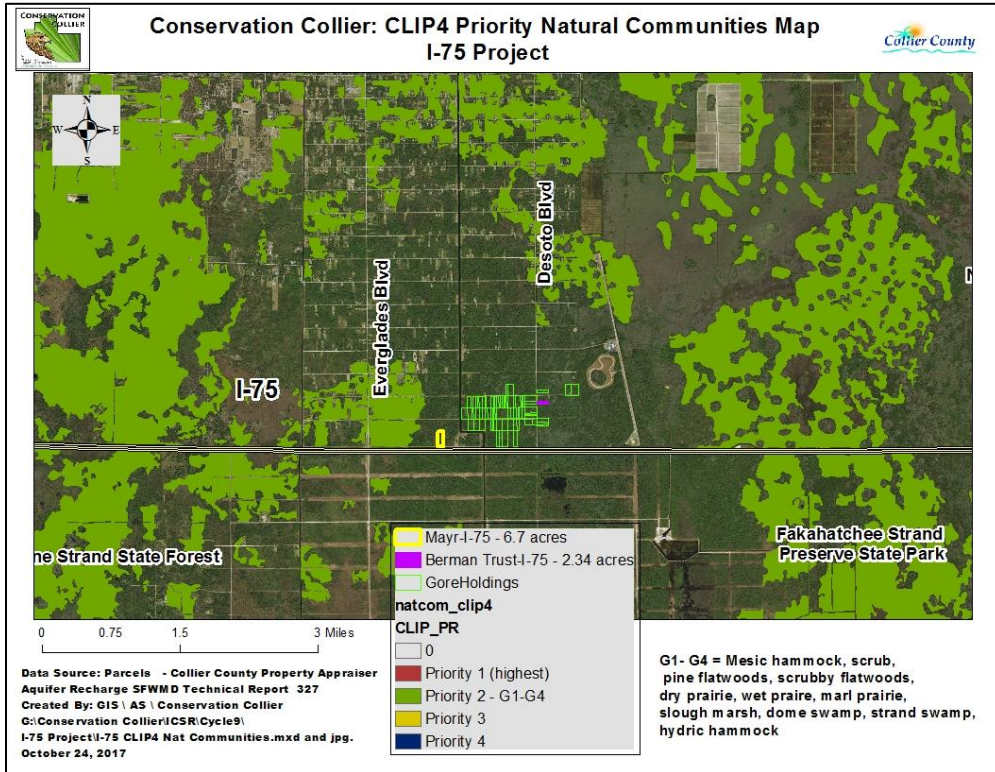 CONSERVATION
COLLIER
Conservation Collier: CLIP4 Priority Natural Communities Map
I-75 Project
Collier County
N
W E
S
Everglades Blvd
Desoto Blvd
N
I-75
ne Strand State Forest
Fakahatchee Strand
Preserve State Park
Mayr-I-75 - 6.7 acres
Berman Trust-I-75 - 2.34 acres
GoreHoldings
natcom_clip4
CLIP_PR
0
Priority 1 (highest)
Priority 2 - G1-G4
Priority 3
Priority 4
0 0.75 1.5 3 Miles
Data Source: Parcels - Collier County Property Appraiser
Aquifer Recharge SFWMD Technical Report 327
Created By: GIS \ AS \ Conservation Collier
G:\Conservation Collier\ICSR\Cycle9\
I-75 Project\I-75 CLIP4 Nat Communities.mxd and jpg.
October 24, 2017
G1- G4 = Mesic hammock, scrub,
pine flatwoods, scrubby flatwoods,
dry prairie, wet praire, marl prairie,
slough marsh, dome swamp, strand swamp,
hydric hammock